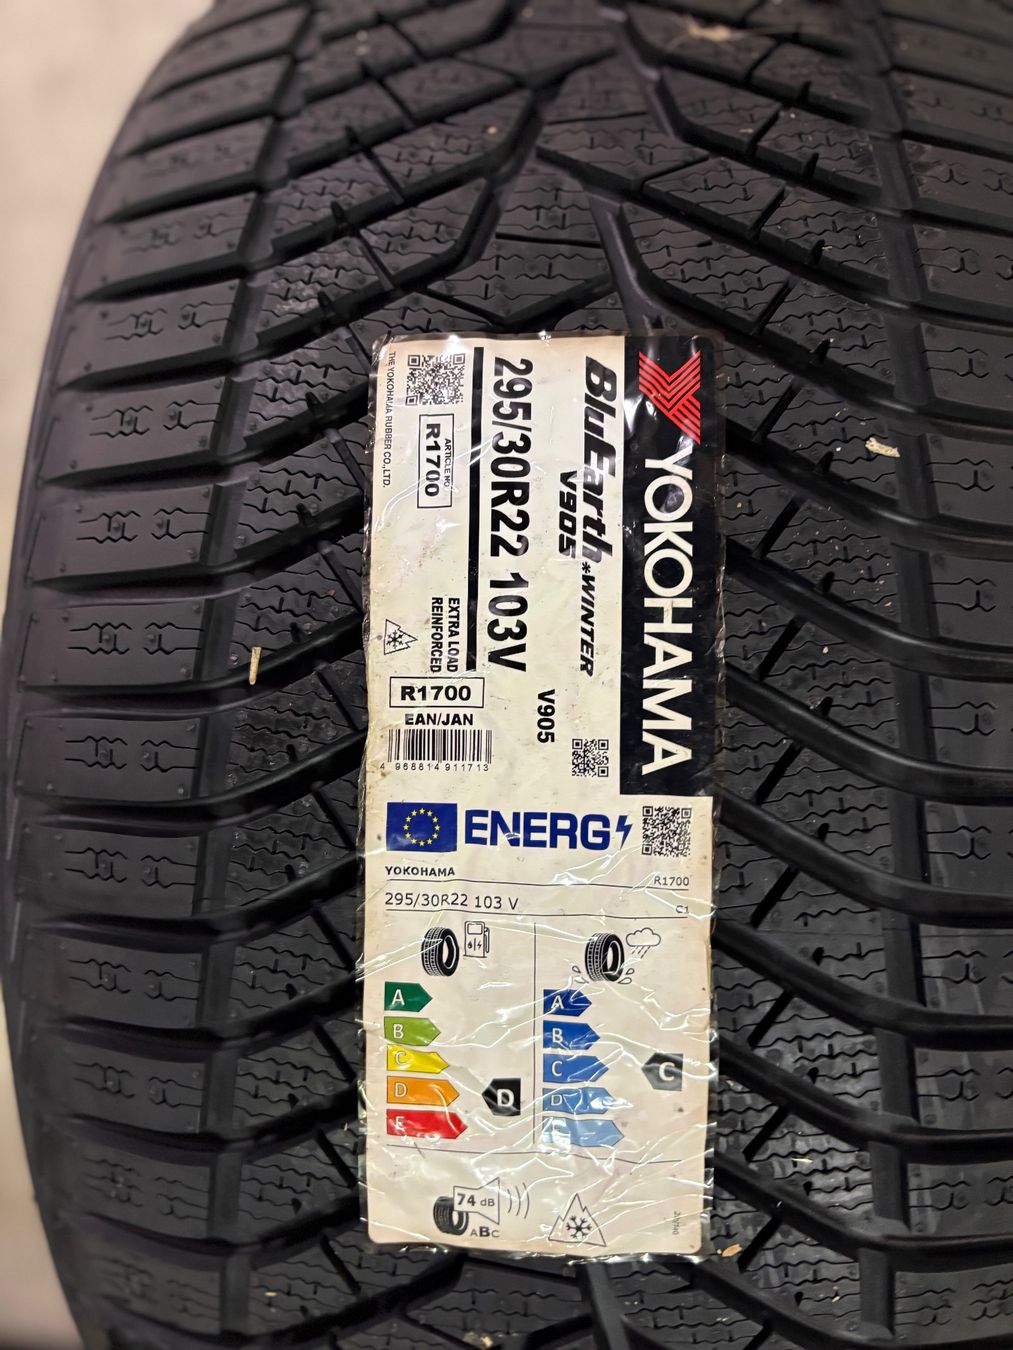 YOKOHAMA
BluEarth*WINTER
V905
295/30R22 103V
V905
EXTRA LOAD
REINFORCED
ARTICLE NO
R1700
THE YOKOHAMA RUBBER CO.,LTD.
R1700
EAN/JAN
4 968814 911713
ENERG
YOKOHAMA
R1700
295/30R22 103 V
C1
A
B
C
D
E
D
A
B
C
D
E
C
74 dB
ABC